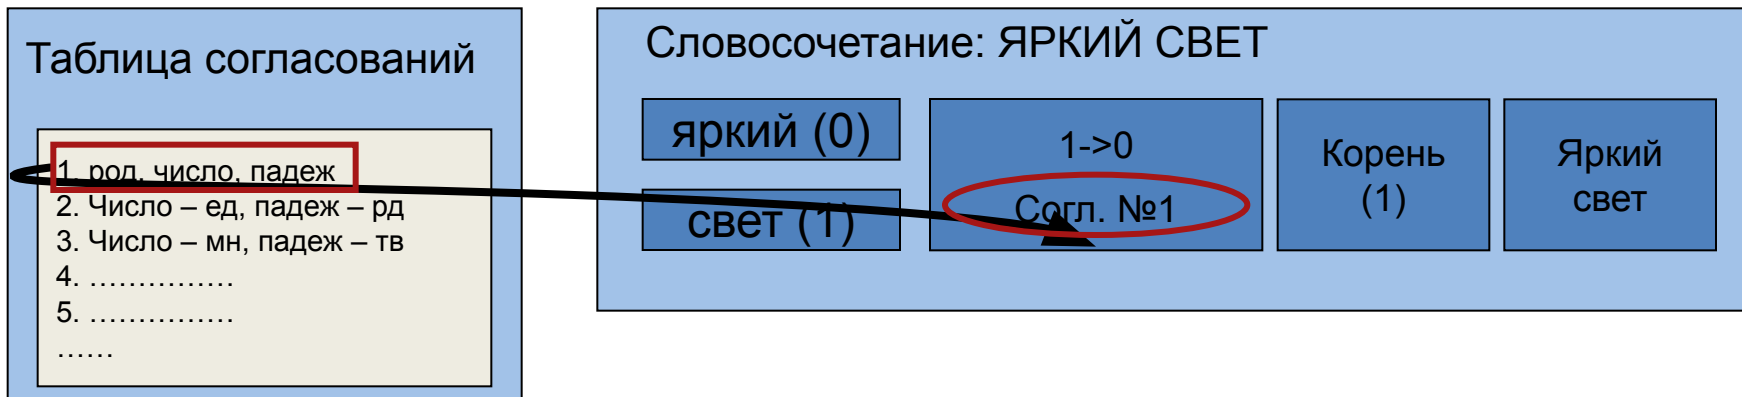 Таблица согласований
1. род, число, падеж
2. Число – ед, падеж – рд
3. Число – мн, падеж – тв
4. ……………
5. ……………
……
Словосочетание: ЯРКИЙ СВЕТ
яркий (0)
свет (1)
1->0
Согл. №1
Корень
(1)
Яркий
свет